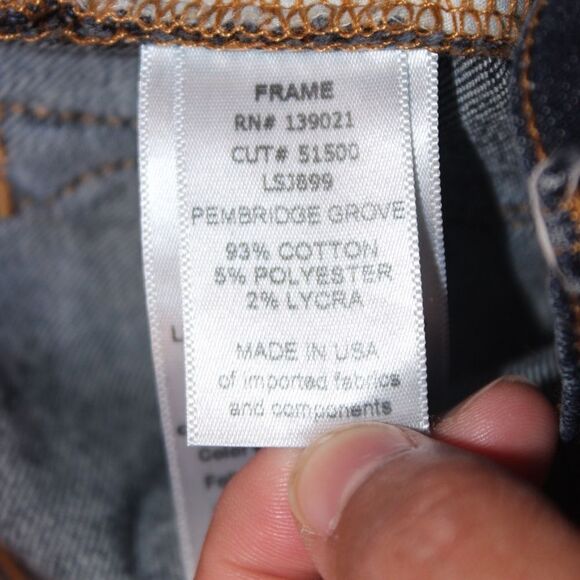 FRAME
RN# 139021
CUT# 51500
LSJ899
PEMBRIDGE GROVE
93% COTTON
5% POLYESTER
2% LYCRA
MADE IN USA
of imported fabrics
and components